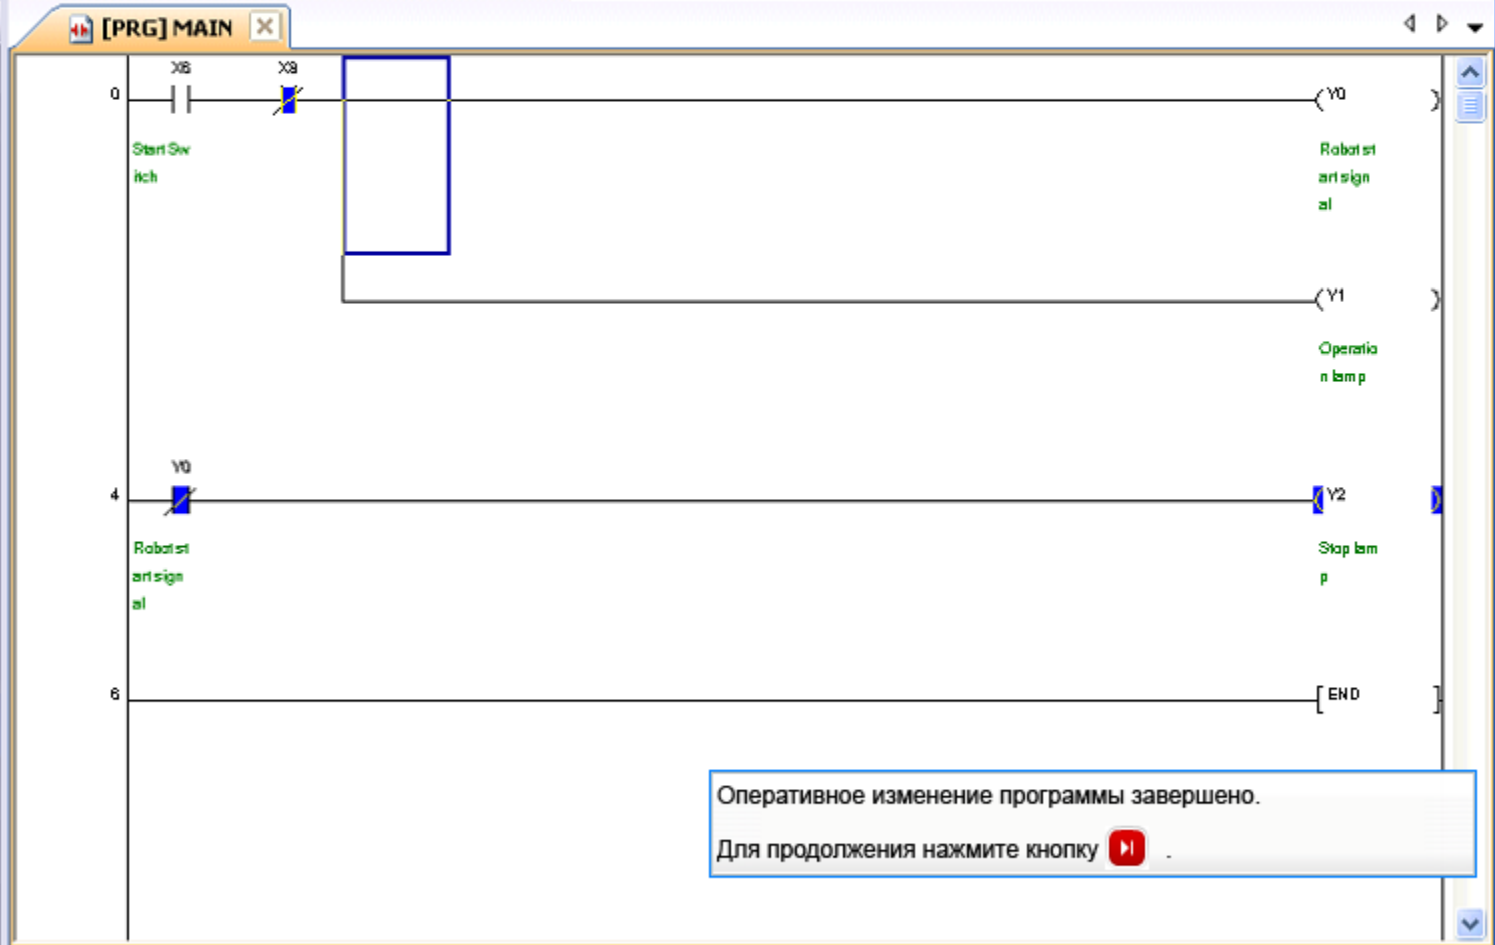 [PRG] MAIN
X6 X8
0 Y0
Start Sw
itch
Robot st
art sign
al
Y1
Operatio
n lamp
Y0
4 Y2
Robot st
art sign
al
Stop lam
p
6 END
Оперативное изменение программы завершено.
Для продолжения нажмите кнопку .